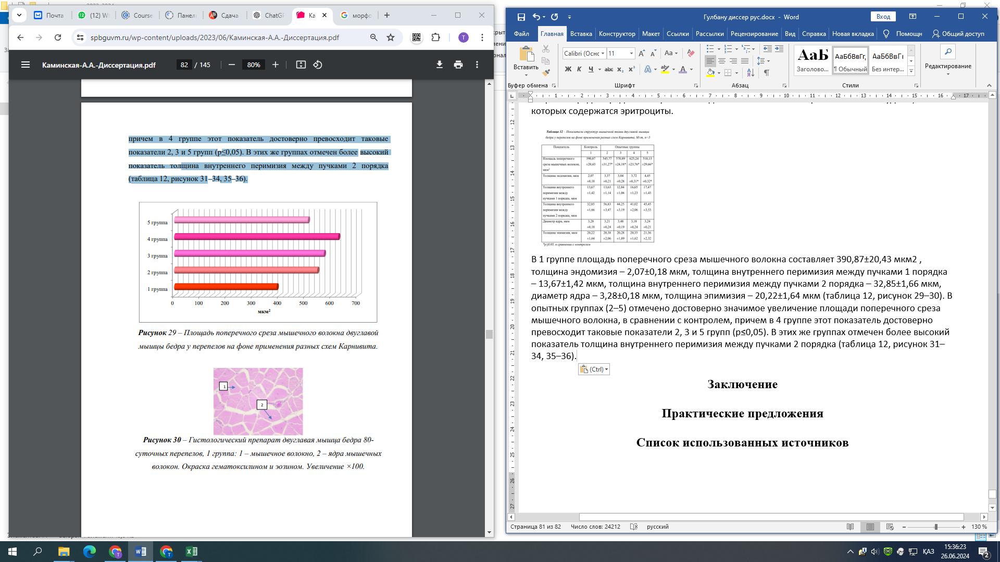 Почта
(12) W
Course
Панель
Сдача
ChatGP
Ка
морфо
spbguvm.ru/wp-content/uploads/2023/06/Каминская-А.А.-Диссертация.pdf
T
Каминская-А.А.-Диссертация.pdf
82 / 145
80%
причем в 4 группе этот показатель достоверно превосходит таковые
показатели 2, 3 и 5 групп (p≤0,05). В этих же группах отмечен более высокий
показатель толщина внутреннего перимизия между пучками 2 порядка
(таблица 12, рисунок 31–34, 35–36).
5 группа
4 группа
3 группа
2 группа
1 группа
0 100 200 300 400 500 600 700
мкм²
Рисунок 29 – Площадь поперечного среза мышечного волокна двуглавой
мышцы бедра у перепелов на фоне применения разных схем Карнивита.
1
2
Рисунок 30 – Гистологический препарат двуглавая мышца бедра 80-
суточных перепелов, 1 группа: 1 – мышечное волокно, 2 – ядра мышечных
волокон. Окраска гематоксилином и эозином. Увеличение ×100.
Гулбану диссер рус.docx - Word
Вход
Файл Главная Вставка Конструктор Макет Ссылки Рассылки Рецензирование Вид Справка Новая вкладка Помощн Общий доступ
Вставить
Calibri (Оснс 11
Ж К Ч abc x₂ x²
АаБ
АаБбВвГг,
АаБбВвГг
Заголово...
¶ Обычный
Без интер...
Редактирование
Буфер обмена
Шрифт
Абзац
Стили
которых содержатся эритроциты.
Таблица 12 – Показатели структур мышечной ткани двуглавой мышцы
бедра у перепелов на фоне применения разных схем Карнивита, M±m, n=5
Показатель Контроль Опытные группы
1 2 3 4 5
Площадь поперечного 390,87 545,77 570,89 625,24 510,13
среза мышечных волокон, ±20,43 ±31,27* ±24,18* ±23,76* ±29,66*
мкм²
Толщина эндомизия, мкм 2,07 3,37 3,04 3,72 4,45
±0,18 ±0,21 ±0,28 ±0,31* ±0,32*
Толщина внутреннего 13,67 13,63 12,84 16,65 17,47
перимизия между ±1,42 ±1,14 ±1,06 ±1,23 ±1,43
пучками 1 порядка, мкм
Толщина внутреннего 32,85 56,83 44,25 41,02 45,45
перимизия между ±1,66 ±3,47 ±3,19 ±2,06 ±3,53
пучками 2 порядка, мкм
Диаметр ядра, мкм 3,28 3,21 3,48 3,18 3,24
±0,18 ±0,24 ±0,19 ±0,24 ±0,21
Толщина эпимизия, мкм 20,22 20,38 20,28 20,35 21,36
±1,64 ±2,06 ±1,89 ±1,62 ±2,32
*p≤0,05, в сравнении с контролем
В 1 группе площадь поперечного среза мышечного волокна составляет 390,87±20,43 мкм2 ,
толщина эндомизия – 2,07±0,18 мкм, толщина внутреннего перимизия между пучками 1 порядка
– 13,67±1,42 мкм, толщина внутреннего перимизия между пучками 2 порядка – 32,85±1,66 мкм,
диаметр ядра – 3,28±0,18 мкм, толщина эпимизия – 20,22±1,64 мкм (таблица 12, рисунок 29–30). В
опытных группах (2–5) отмечено достоверно значимое увеличение площади поперечного среза
мышечного волокна, в сравнении с контролем, причем в 4 группе этот показатель достоверно
превосходит таковые показатели 2, 3 и 5 групп (p≤0,05). В этих же группах отмечен более высокий
показатель толщина внутреннего перимизия между пучками 2 порядка (таблица 12, рисунок 31–
34, 35–36).
(Ctrl)
Заключение
Практические предложения
Список использованных источников
Страница 81 из 82 Число слов: 24212 русский
130 %
ҚАЗ
15:36:23
26.06.2024
2